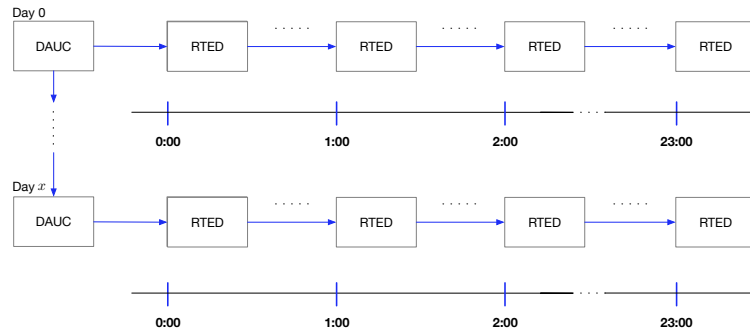 Day 0
DAUC RTED RTED RTED RTED
0:00 1:00 2:00 23:00
Day x
DAUC RTED RTED RTED RTED
0:00 1:00 2:00 23:00